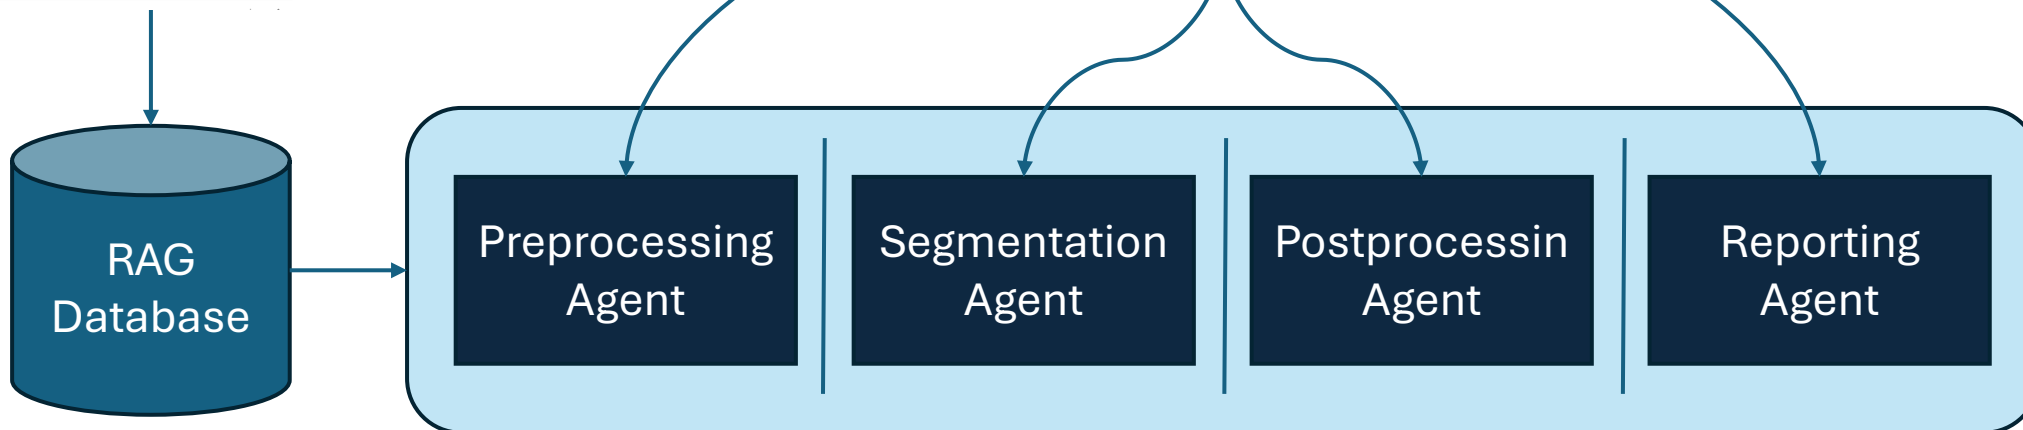 RAG
Database
Preprocessing
Agent
Segmentation
Agent
Postprocessin
Agent
Reporting
Agent